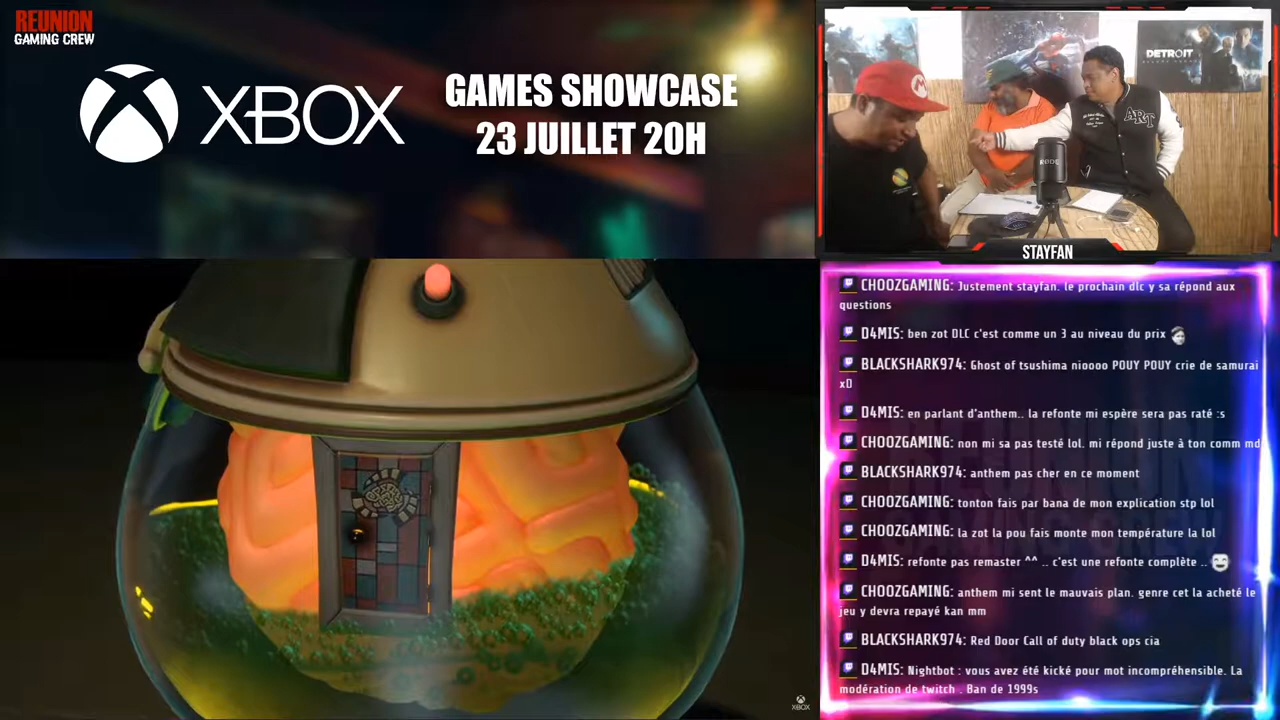 REUNION
GAMING CREW
XBOX
GAMES SHOWCASE
23 JUILLET 20H
DETROIT
ART
RØDE
STAYFAN
CHOOZGAMING: Justement stayfan. le prochain dlc y sa répond aux
questions
D4MIS: ben zot DLC c'est comme un 3 au niveau du prix
BLACKSHARK974: Ghost of tsushima nioooo POUY POUY crie de samurai
xD
D4MIS: en parlant d'anthem.. la refonte mi espère sera pas raté :s
CHOOZGAMING: non mi sa pas testé lol. mi répond juste à ton comm md
BLACKSHARK974: anthem pas cher en ce moment
CHOOZGAMING: tonton fais par bana de mon explication stp lol
CHOOZGAMING: la zot la pou fais monte mon température la lol
D4MIS: refonte pas remaster ^^ .. c'est une refonte complète ..
CHOOZGAMING: anthem mi sent le mauvais plan. genre cet la acheté le
jeu y devra repayé kan mm
BLACKSHARK974: Red Door Call of duty black ops cia
D4MIS: Nightbot : vous avez été kické pour mot incompréhensible. La
modération de twitch . Ban de 1999s
XBOX